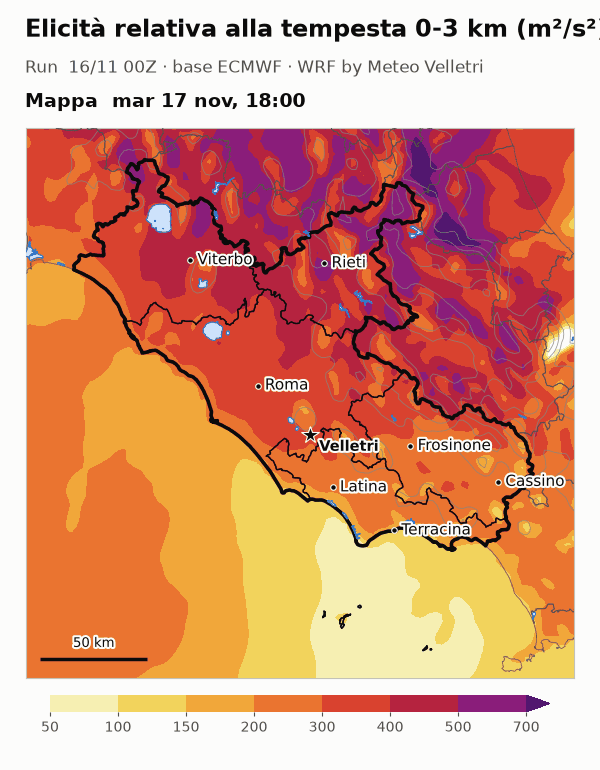 Elicità relativa alla tempesta 0-3 km (m²/s²)
Run  16/11 00Z · base ECMWF · WRF by Meteo Velletri
Mappa  mar 17 nov, 18:00
Viterbo
Rieti
Roma
Velletri
Frosinone
Cassino
Latina
Terracina
50 km
50 100 150 200 300 400 500 700